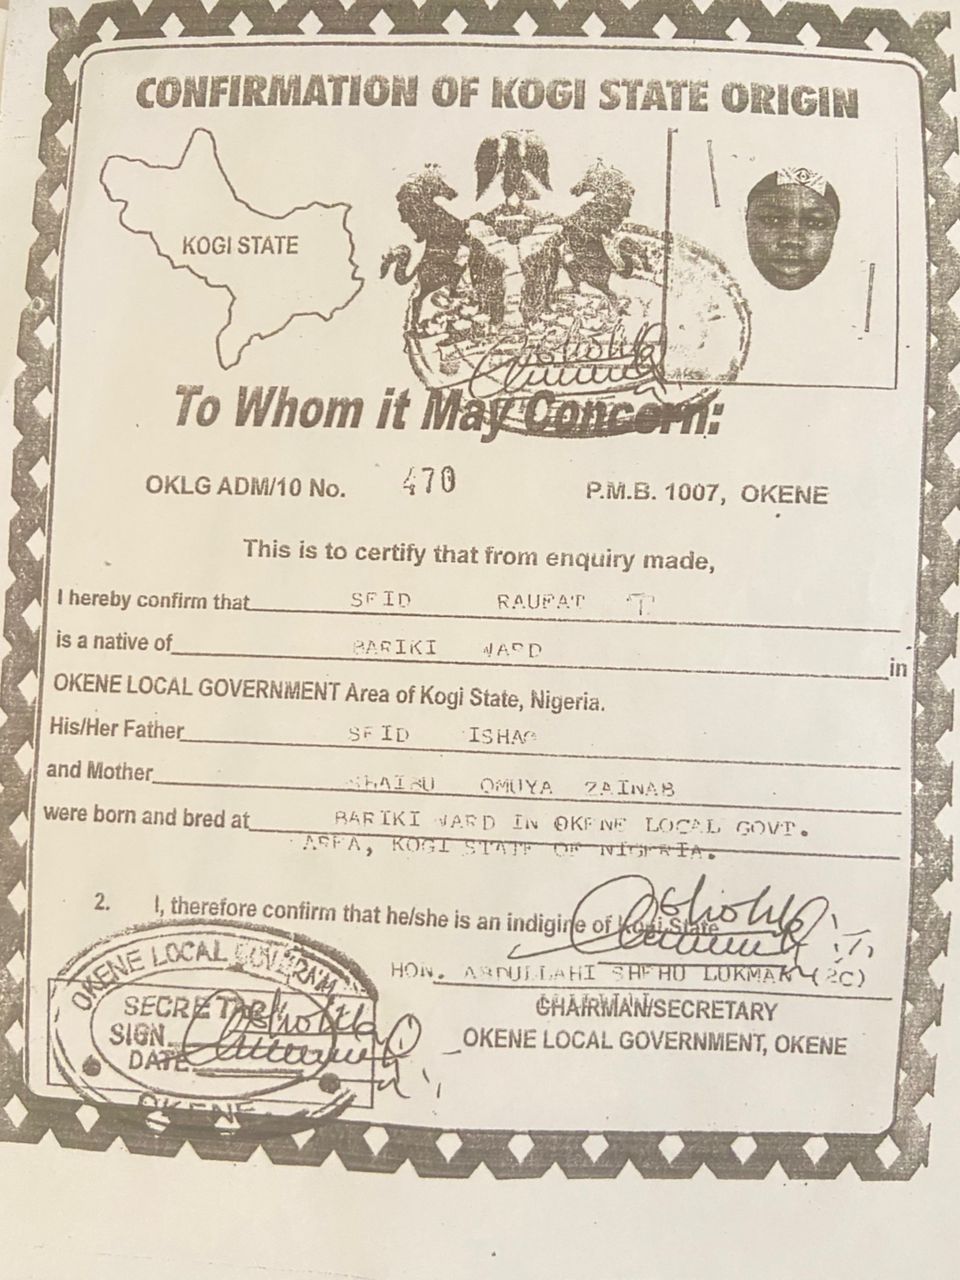 CONFIRMATION OF KOGI STATE ORIGIN
KOGI STATE
To Whom it May Concern:
OKLG ADM/10 No. 470 P.M.B. 1007, OKENE
This is to certify that from enquiry made,
I hereby confirm that SEID RAUFAT T
is a native of BARIKI WARD in
OKENE LOCAL GOVERNMENT Area of Kogi State, Nigeria.
His/Her Father SEID ISHAQ
and Mother SHAIBU OMUYA ZAINAB
were born and bred at BARIKI WARD IN OKENE LOCAL GOVT.
AREA, KOGI STATE OF NIGERIA.
2. I, therefore confirm that he/she is an indigine of Kogi State
HON. ABDULLAHI SHEHU LUKMAN (2C)
CHAIRMAN/SECRETARY
OKENE LOCAL GOVERNMENT, OKENE
OKENE LOCAL GOVERNM
SECRETARY
SIGN.
DATE
OKENE